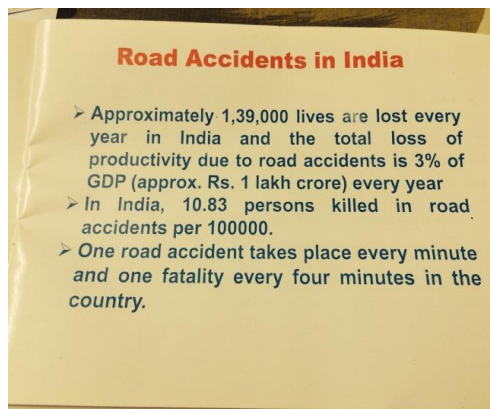 Road Accidents in India
➢ Approximately 1,39,000 lives are lost every
year in India and the total loss of
productivity due to road accidents is 3% of
GDP (approx. Rs. 1 lakh crore) every year
➢ In India, 10.83 persons killed in road
accidents per 100000.
➢ One road accident takes place every minute
and one fatality every four minutes in the
country.